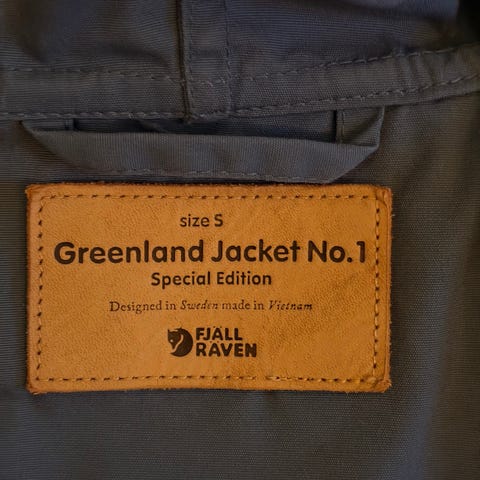 size S
Greenland Jacket No.1
Special Edition
Designed in Sweden made in Vietnam
FJÄLL
RÄVEN